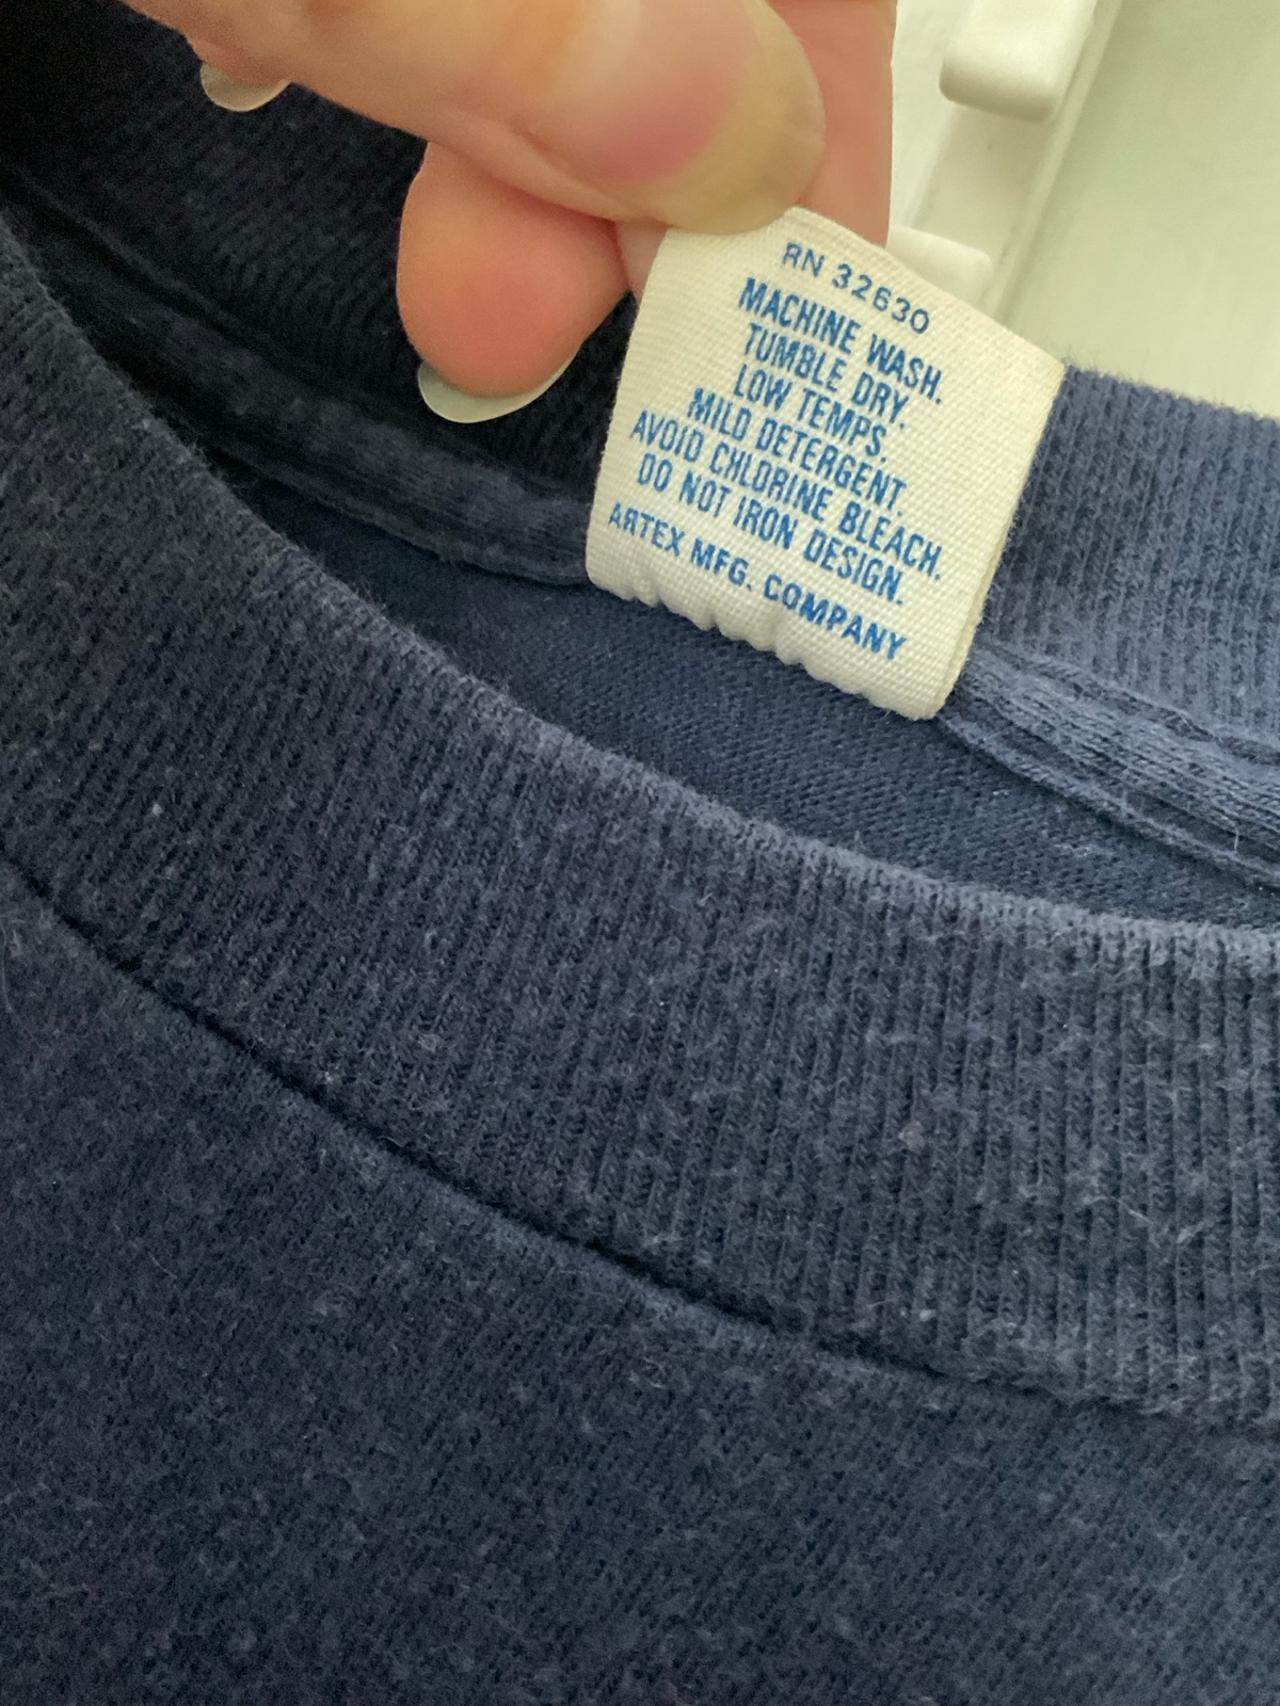 RN 32630
MACHINE WASH.
TUMBLE DRY.
LOW TEMPS.
MILD DETERGENT.
AVOID CHLORINE BLEACH.
DO NOT IRON DESIGN.
ARTEX MFG. COMPANY